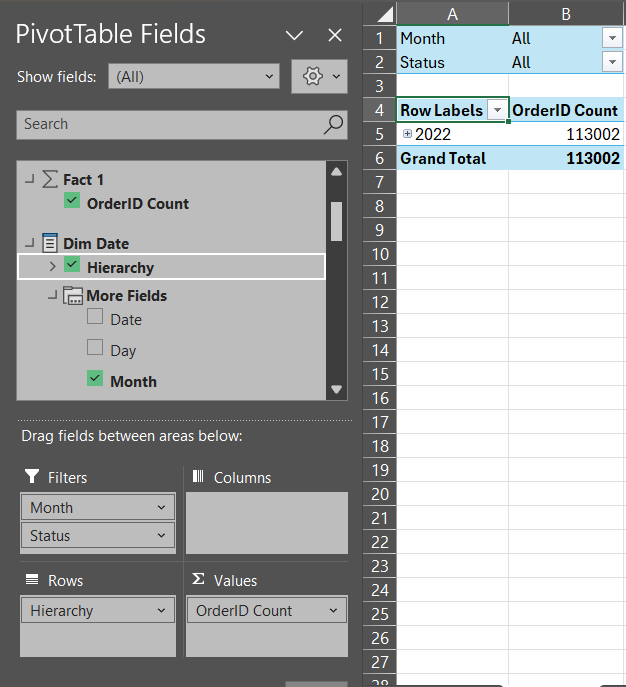 PivotTable Fields
Show fields: (All)
Search
Fact 1
OrderID Count
Dim Date
Hierarchy
More Fields
Date
Day
Month
Drag fields between areas below:
Filters
Columns
Month
Status
Rows
Σ Values
Hierarchy
OrderID Count
A B
1 Month All
2 Status All
3
4 Row Labels OrderID Count
5 2022 113002
6 Grand Total 113002
7
8
9
10
11
12
13
14
15
16
17
18
19
20
21
22
23
24
25
26
27
28